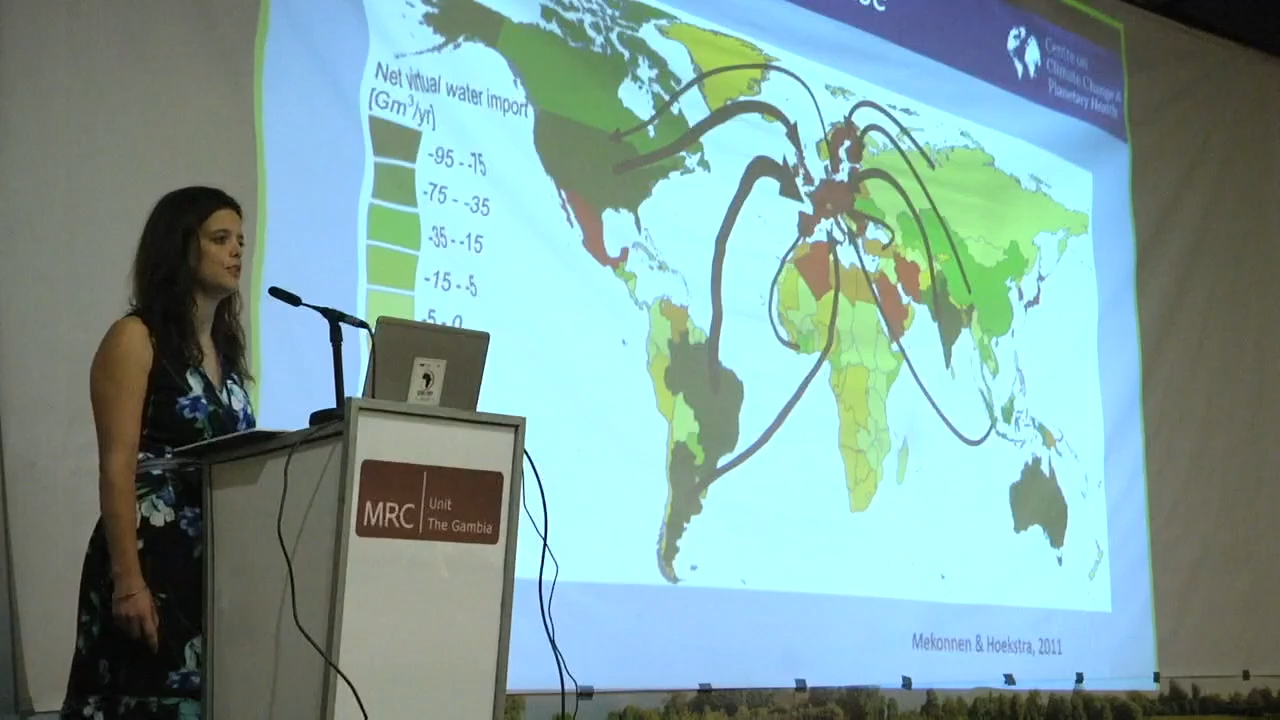 Centre on
Climate Change &
Planetary Health
Net virtual water import
[Gm³/yr]
-95 - -75
-75 - -35
-35 - -15
-15 - -5
-5 - 0
MRC
Unit
The Gambia
Mekonnen & Hoekstra, 2011